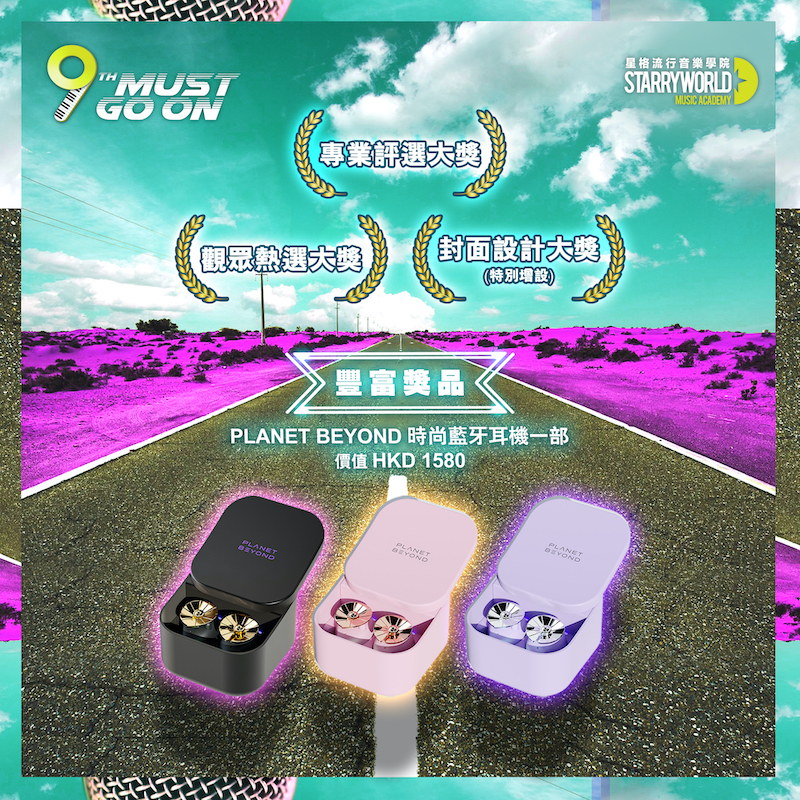 9TH MUST
GO ON
星格流行音樂學院
STARRYWORLD
MUSIC ACADEMY
專業評選大獎
觀眾熱選大獎
封面設計大獎
(特別增設)
豐富獎品
PLANET BEYOND 時尚藍牙耳機一部
價值 HKD 1580
PLANET
BEYOND
PLANET
BEYOND
PLANET
BEYOND